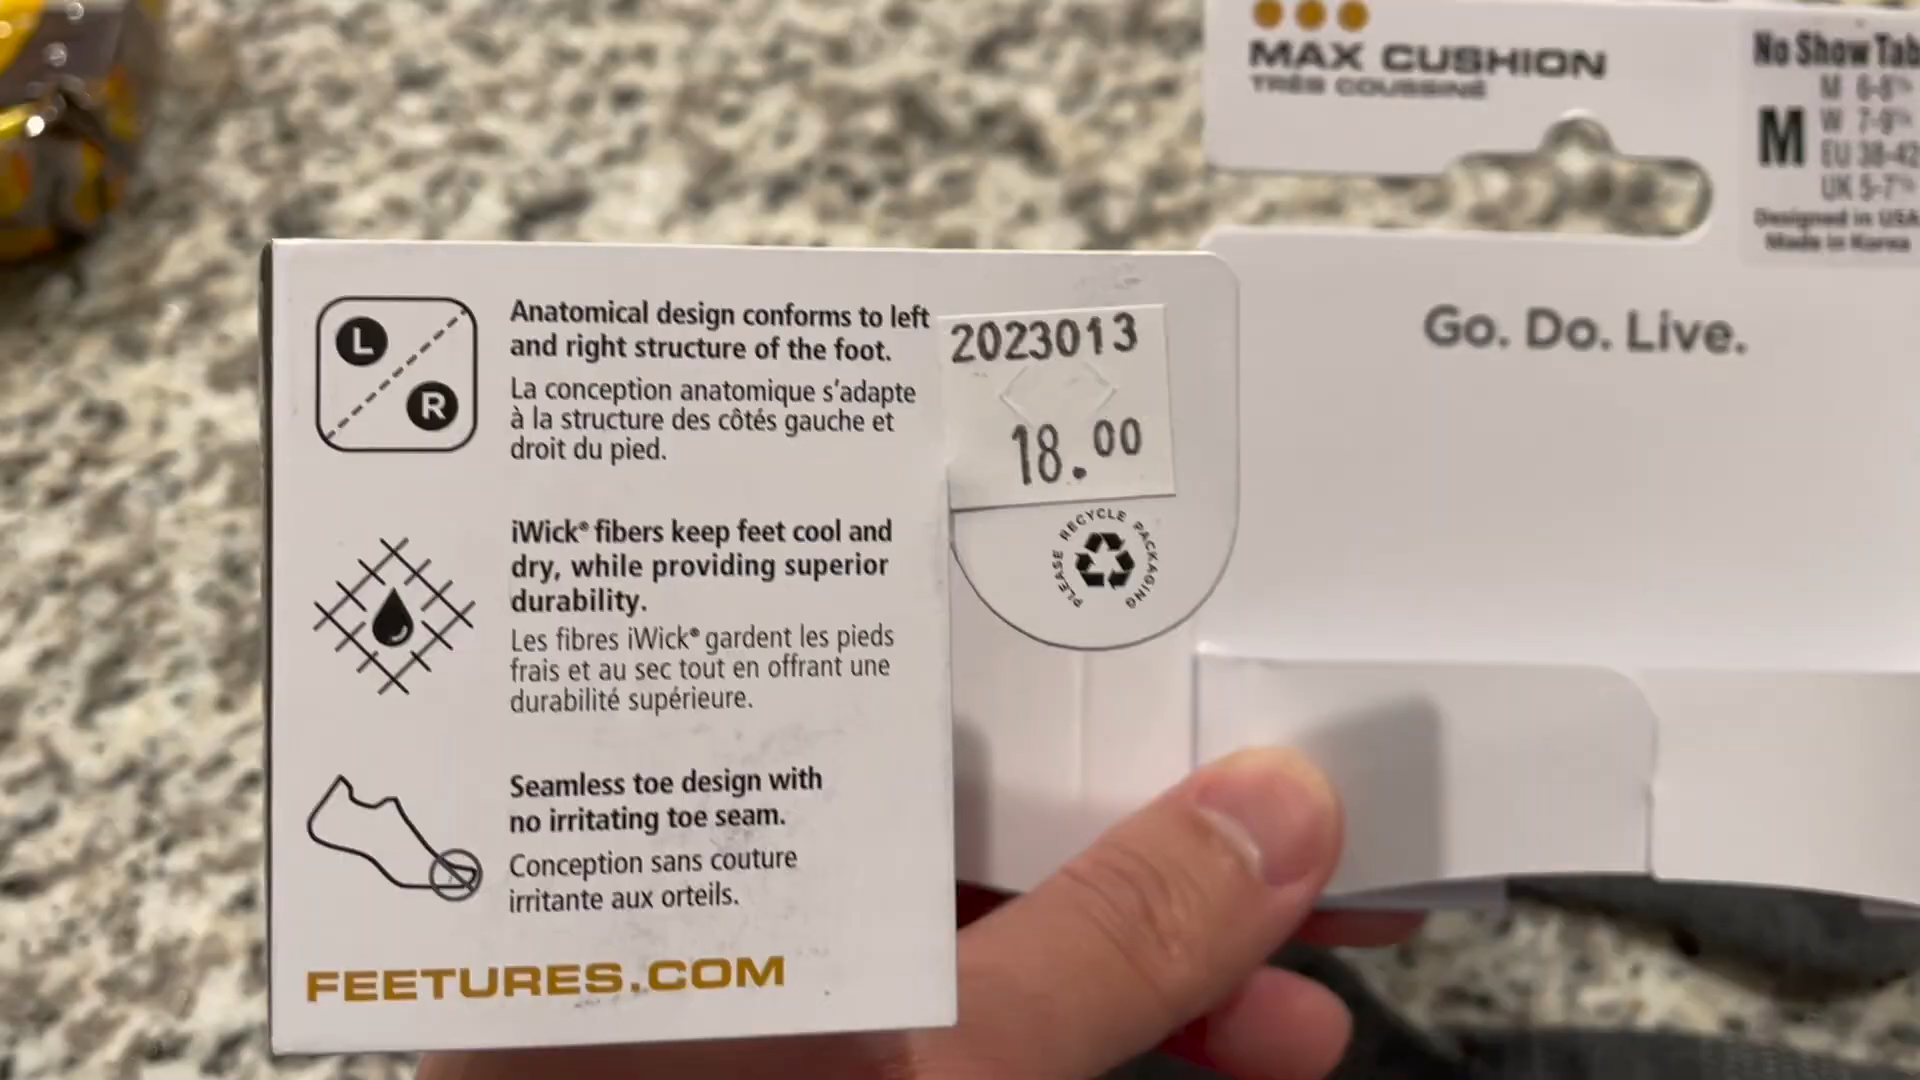 MAX CUSHION
TRÈS COUSSINÉ
No Show Tab
M 6-8½
M
W 7-9½
EU 38-42
UK 5-7½
Designed in USA
Made in Korea
Go. Do. Live.
L
R
Anatomical design conforms to left
and right structure of the foot.
La conception anatomique s'adapte
à la structure des côtés gauche et
droit du pied.
2023013
18.00
PLEASE RECYCLE PACKAGING
iWick® fibers keep feet cool and
dry, while providing superior
durability.
Les fibres iWick® gardent les pieds
frais et au sec tout en offrant une
durabilité supérieure.
Seamless toe design with
no irritating toe seam.
Conception sans couture
irritante aux orteils.
FEETURES.COM